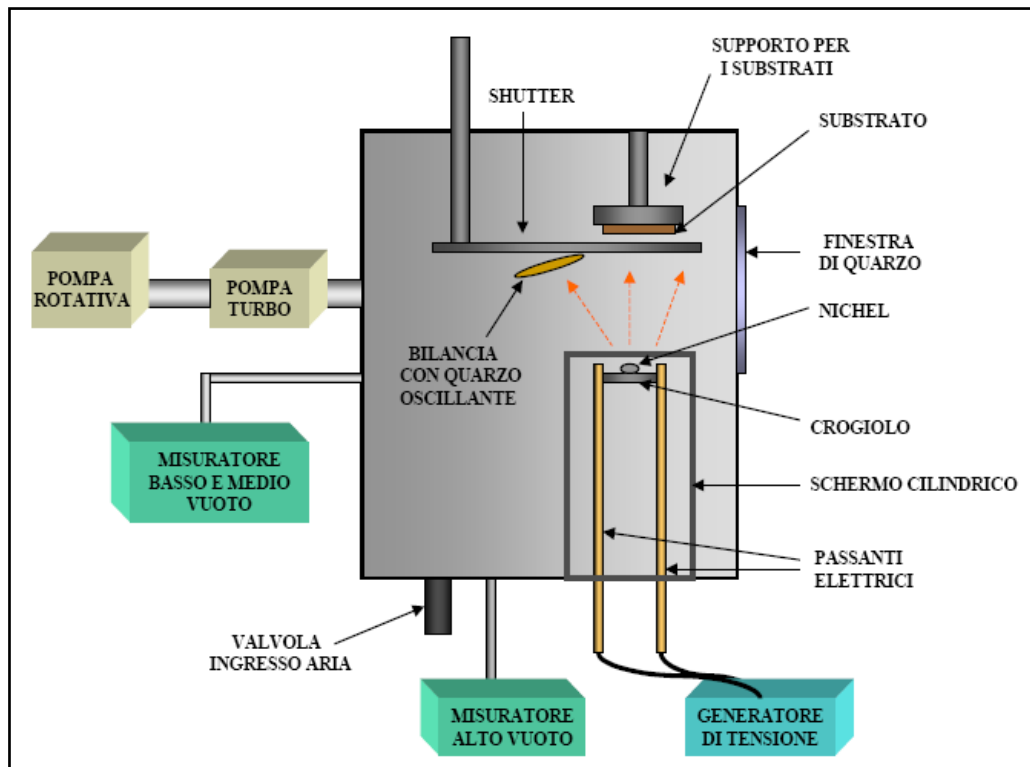 SUPPORTO PER
I SUBSTRATI
SHUTTER
SUBSTRATO
FINESTRA
DI QUARZO
POMPA
ROTATIVA
POMPA
TURBO
NICHEL
BILANCIA
CON QUARZO
OSCILLANTE
CROGIOLO
MISURATORE
BASSO E MEDIO
VUOTO
SCHERMO CILINDRICO
PASSANTI
ELETTRICI
VALVOLA
INGRESSO ARIA
MISURATORE
ALTO VUOTO
GENERATORE
DI TENSIONE